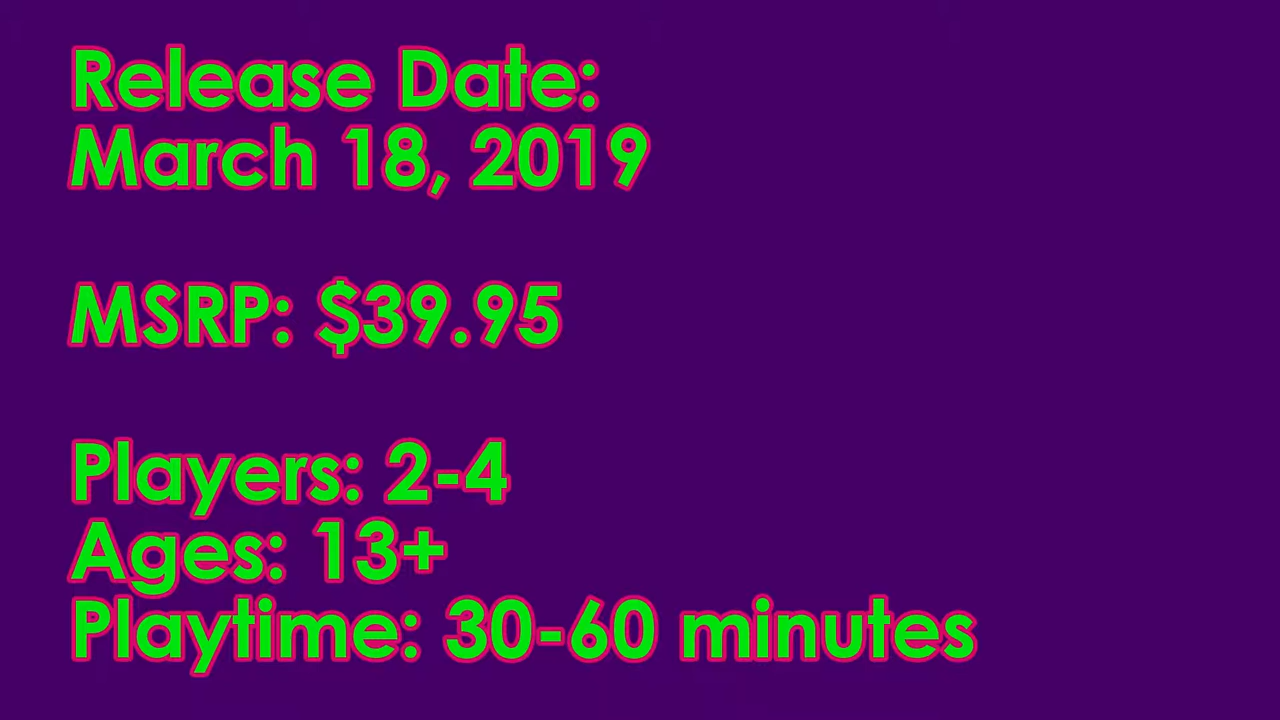 Release Date:
March 18, 2019
MSRP: $39.95
Players: 2-4
Ages: 13+
Playtime: 30-60 minutes